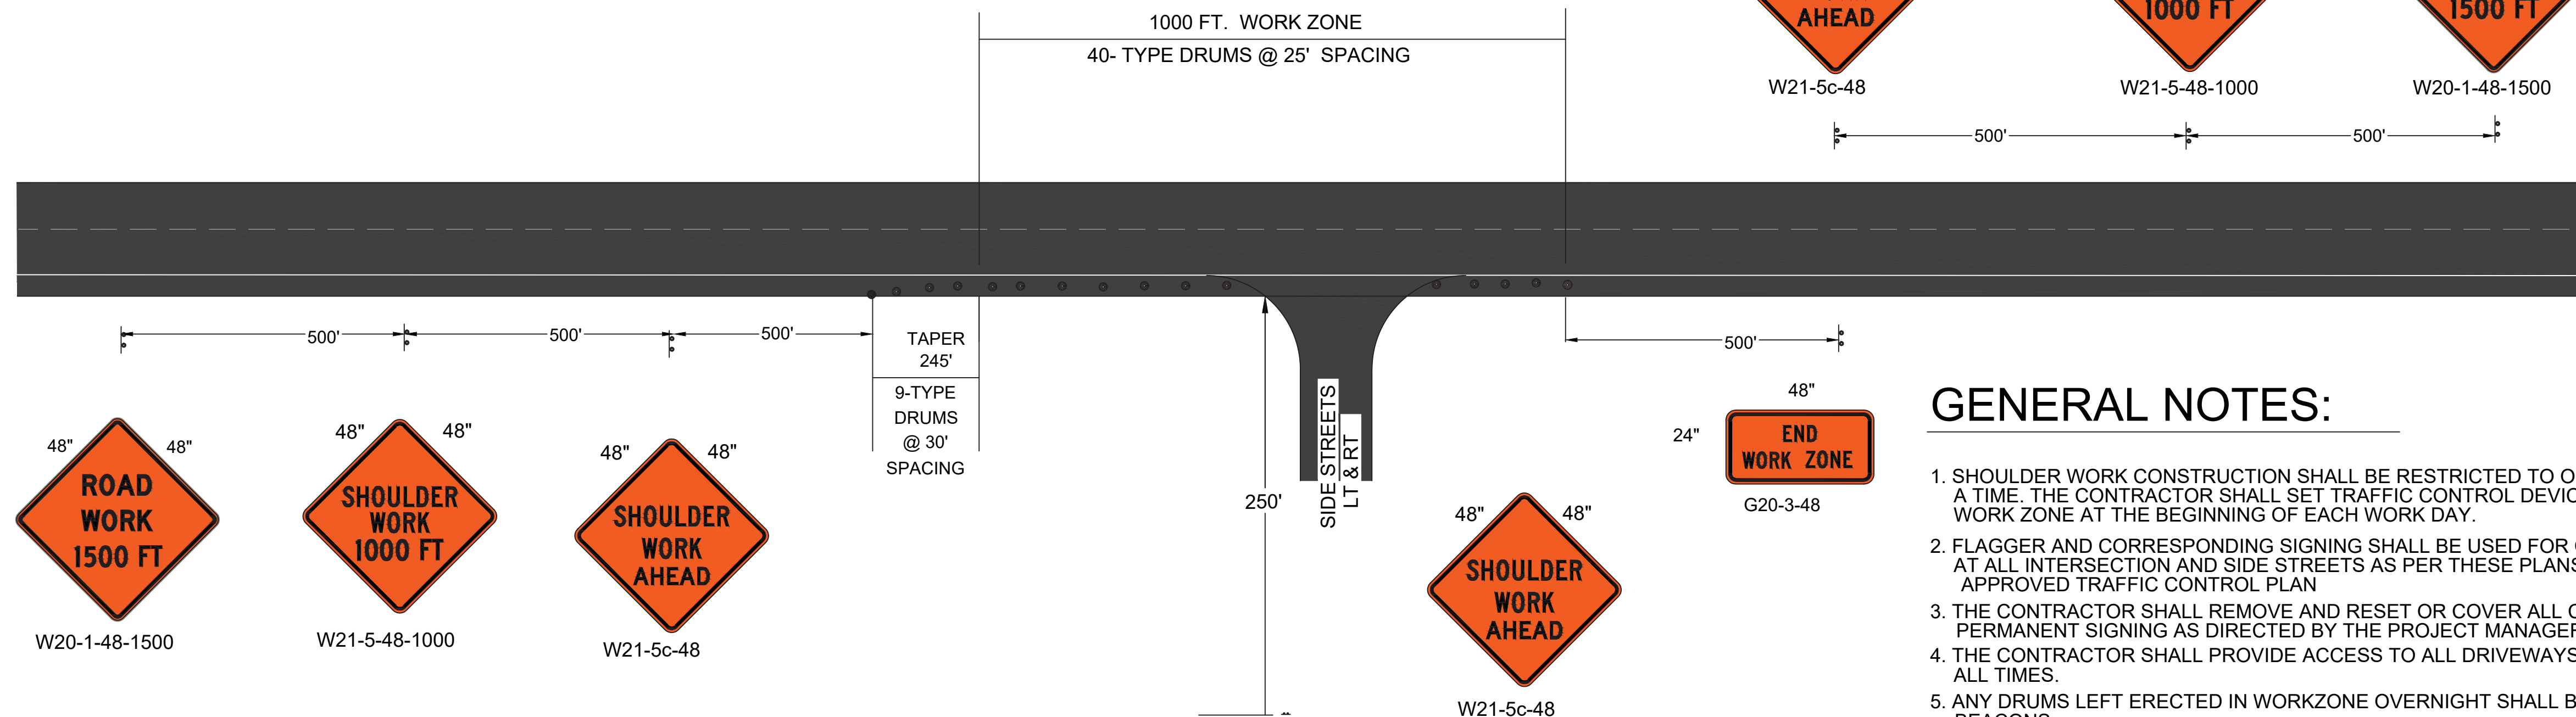 1000 FT. WORK ZONE
40- TYPE DRUMS @ 25' SPACING
AHEAD
W21-5c-48
1000 FT
W21-5-48-1000
1500 FT
W20-1-48-1500
500'
500'
500'
500'
500'
TAPER
245'
9-TYPE
DRUMS
@ 30'
SPACING
500'
48"
48"
ROAD
WORK
1500 FT
W20-1-48-1500
48"
48"
SHOULDER
WORK
1000 FT
W21-5-48-1000
48"
48"
SHOULDER
WORK
AHEAD
W21-5c-48
250'
SIDE STREETS
LT & RT
48"
48"
SHOULDER
WORK
AHEAD
W21-5c-48
48"
24"
END
WORK ZONE
G20-3-48
GENERAL NOTES:
1. SHOULDER WORK CONSTRUCTION SHALL BE RESTRICTED TO
A TIME. THE CONTRACTOR SHALL SET TRAFFIC CONTROL
WORK ZONE AT THE BEGINNING OF EACH WORK DAY.
2. FLAGGER AND CORRESPONDING SIGNING SHALL BE USED FOR
AT ALL INTERSECTION AND SIDE STREETS AS PER THESE PLANS
APPROVED TRAFFIC CONTROL PLAN
3. THE CONTRACTOR SHALL REMOVE AND RESET OR COVER ALL
PERMANENT SIGNING AS DIRECTED BY THE PROJECT MANAGER
4. THE CONTRACTOR SHALL PROVIDE ACCESS TO ALL DRIVEWAYS
ALL TIMES.
5. ANY DRUMS LEFT ERECTED IN WORKZONE OVERNIGHT SHALL